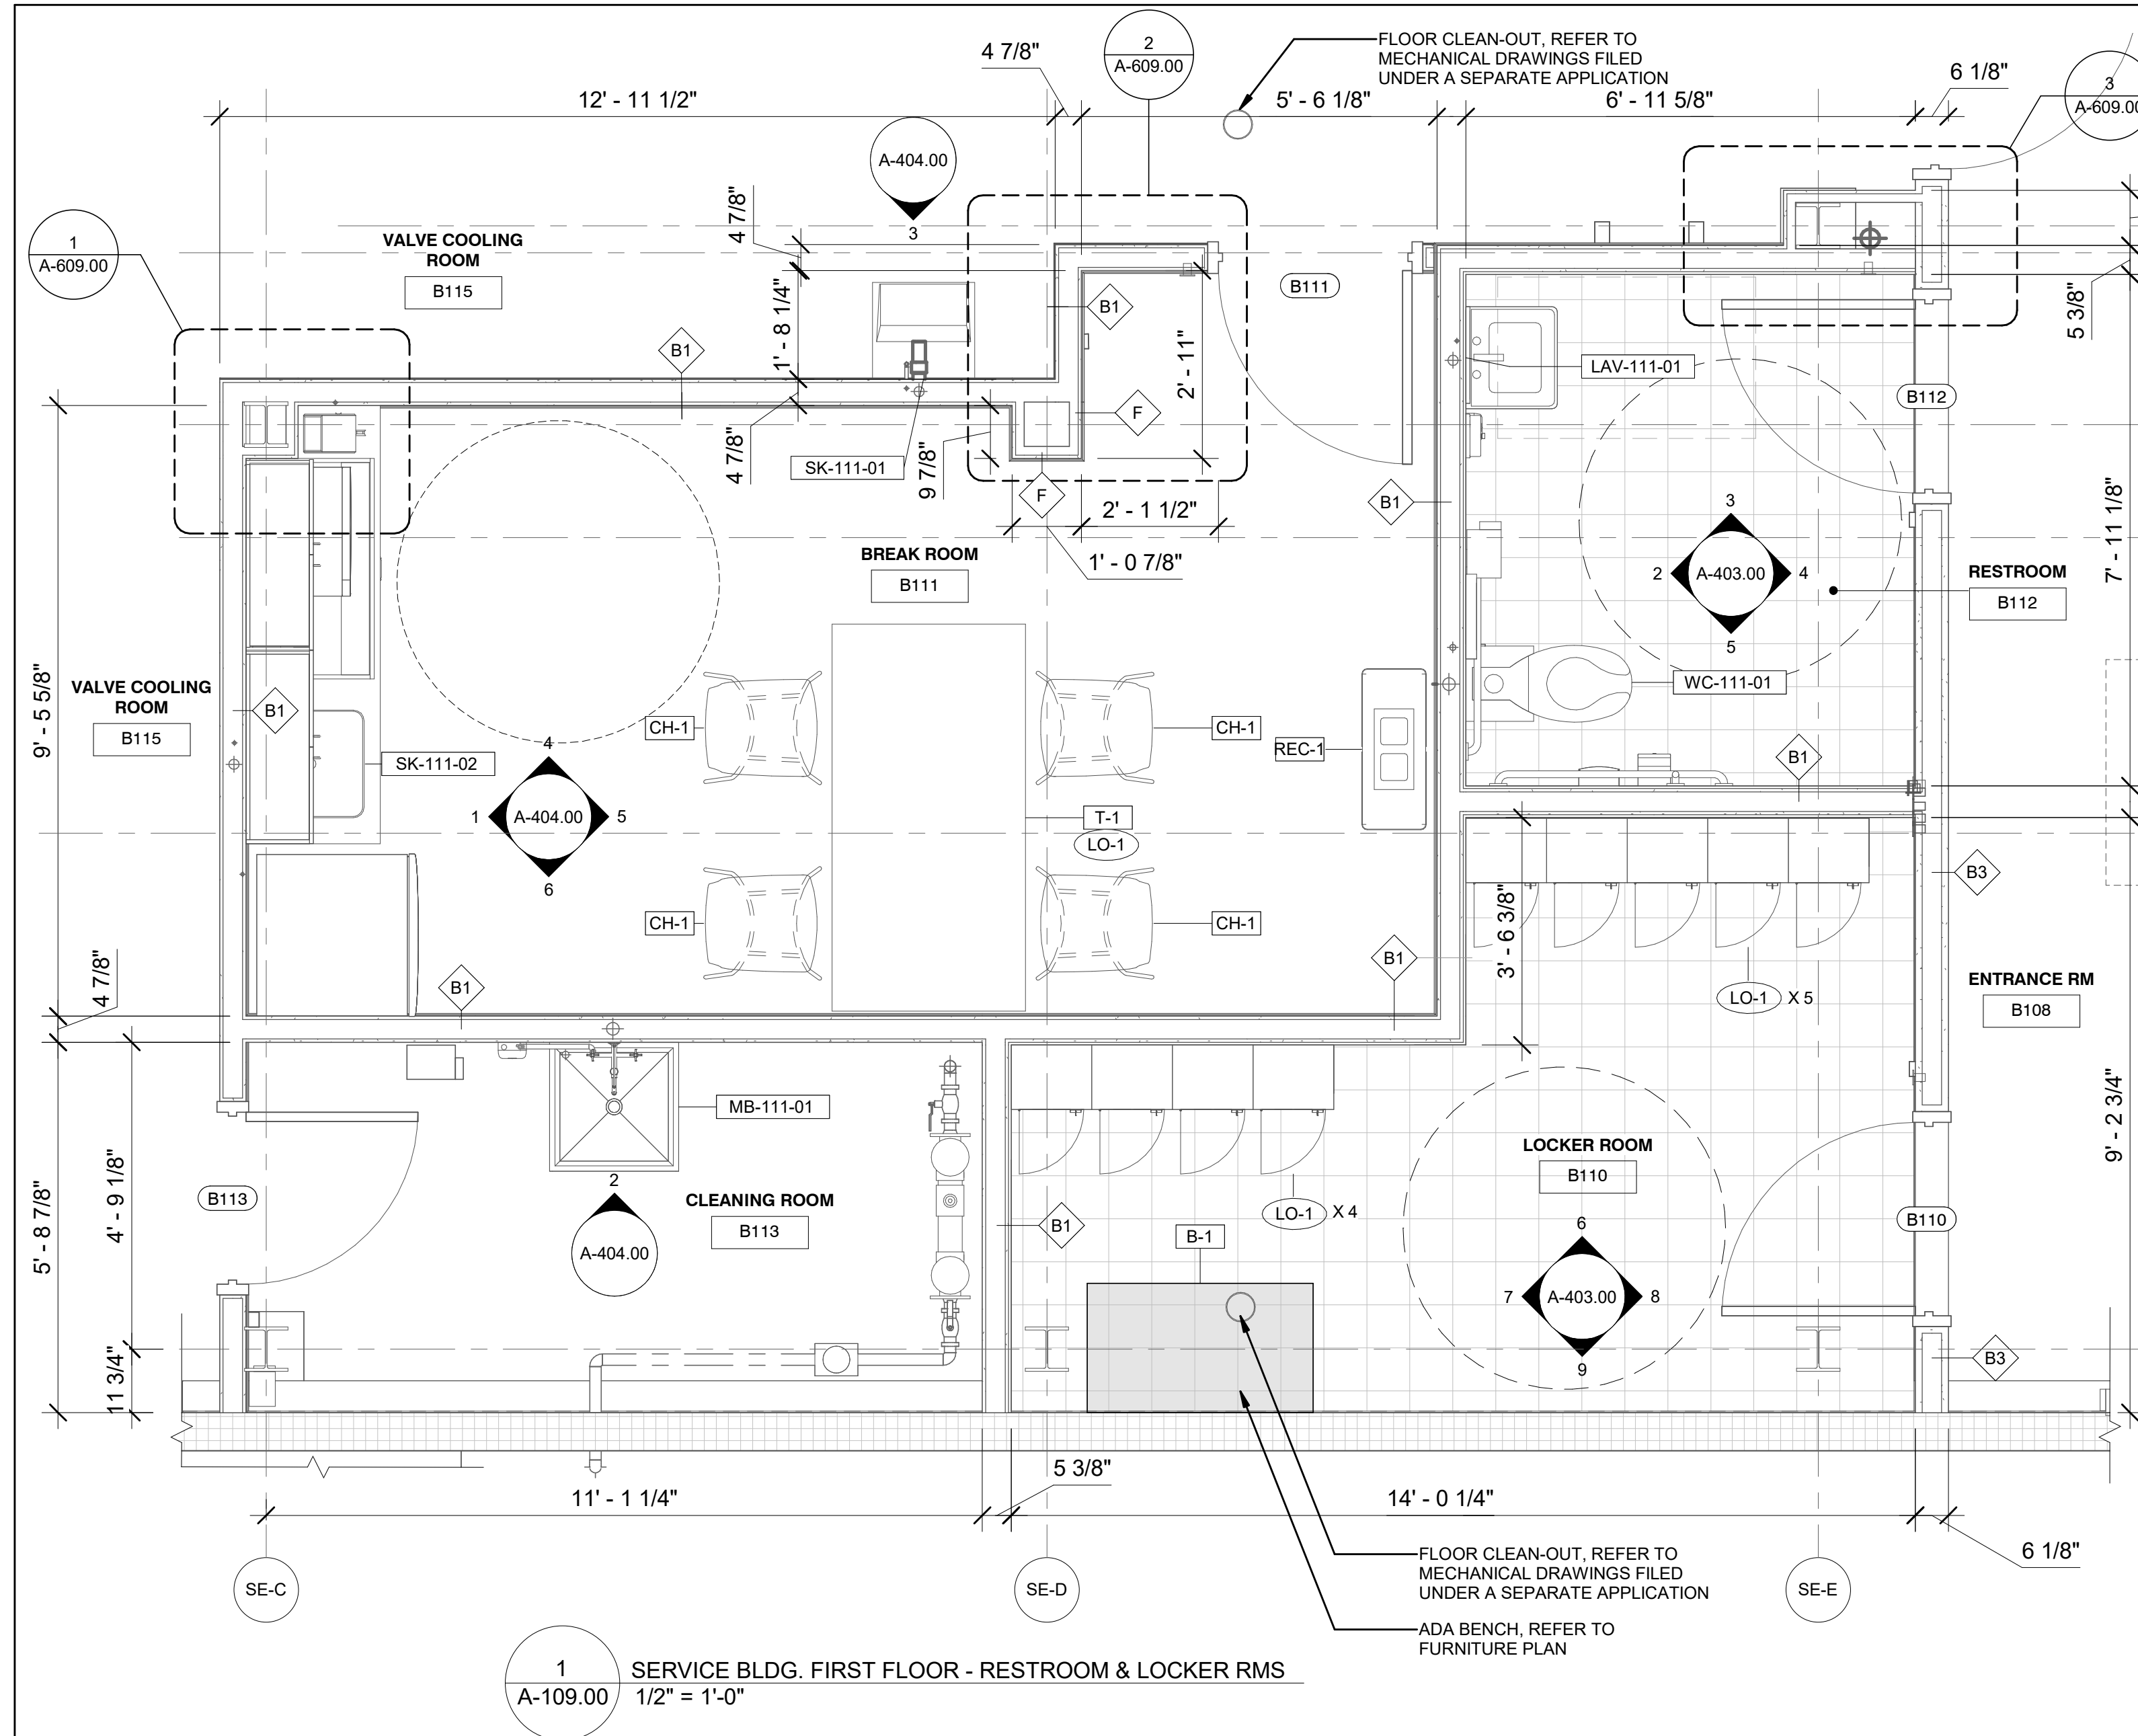 FLOOR CLEAN-OUT, REFER TO
MECHANICAL DRAWINGS FILED
UNDER A SEPARATE APPLICATION
2
A-609.00
4 7/8"
12' - 11 1/2"
5' - 6 1/8"
6' - 11 5/8"
6 1/8"
3
A-609.00
A-404.00
3
4 7/8"
1
A-609.00
VALVE COOLING
ROOM
B115
B111
1' - 8 1/4"
B1
B1
2' - 11"
5 3/8"
LAV-111-01
B112
F
4 7/8"
SK-111-01
9 7/8"
F
2' - 1 1/2"
1' - 0 7/8"
B1
3
2
A-403.00
4
5
7' - 11 1/8"
BREAK ROOM
B111
RESTROOM
B112
WC-111-01
9' - 5 5/8"
VALVE COOLING
ROOM
B115
B1
SK-111-02
CH-1
CH-1
REC-1
B1
4
1
A-404.00
5
6
T-1
LO-1
B3
CH-1
CH-1
3' - 6 3/8"
4 7/8"
B1
B1
LO-1
X 5
ENTRANCE RM
B108
MB-111-01
9' - 2 3/4"
LOCKER ROOM
B110
2
A-404.00
CLEANING ROOM
B113
B113
5' - 8 7/8"
4' - 9 1/8"
B1
LO-1
X 4
B-1
B110
6
7
A-403.00
8
9
B3
11 3/4"
11' - 1 1/4"
5 3/8"
14' - 0 1/4"
6 1/8"
FLOOR CLEAN-OUT, REFER TO
MECHANICAL DRAWINGS FILED
UNDER A SEPARATE APPLICATION
SE-C
SE-D
SE-E
ADA BENCH, REFER TO
FURNITURE PLAN
1
A-109.00
SERVICE BLDG. FIRST FLOOR - RESTROOM & LOCKER RMS
1/2" = 1'-0"